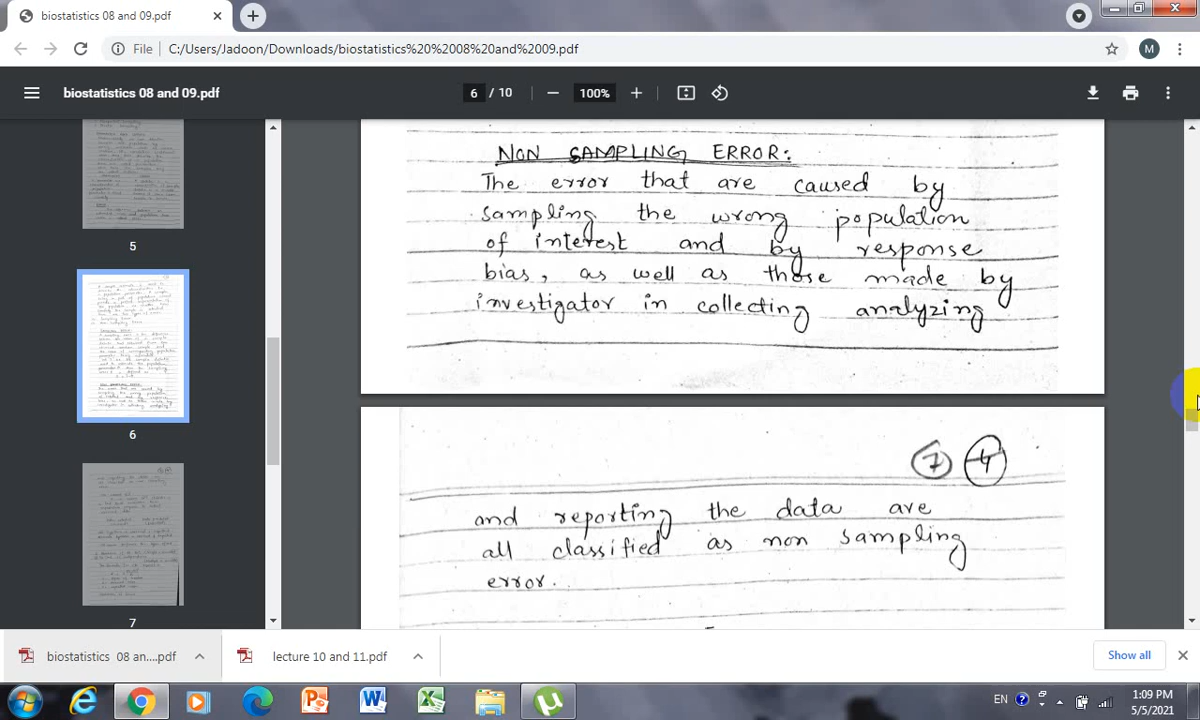 biostatistics 08 and 09.pdf
File
C:/Users/Jadoon/Downloads/biostatistics%20%2008%20and%2009.pdf
M
biostatistics 08 and 09.pdf
6 / 10
100%
NON SAMPLING ERROR:
The error that are caused by
sampling the wrong population
of interest and by response
bias, as well as those made by
investigator in collecting analyzing
7 4
and reporting the data are
all classified as non sampling
error.
5
6
7
biostatistics 08 an....pdf
lecture 10 and 11.pdf
Show all
EN
1:09 PM
5/5/2021